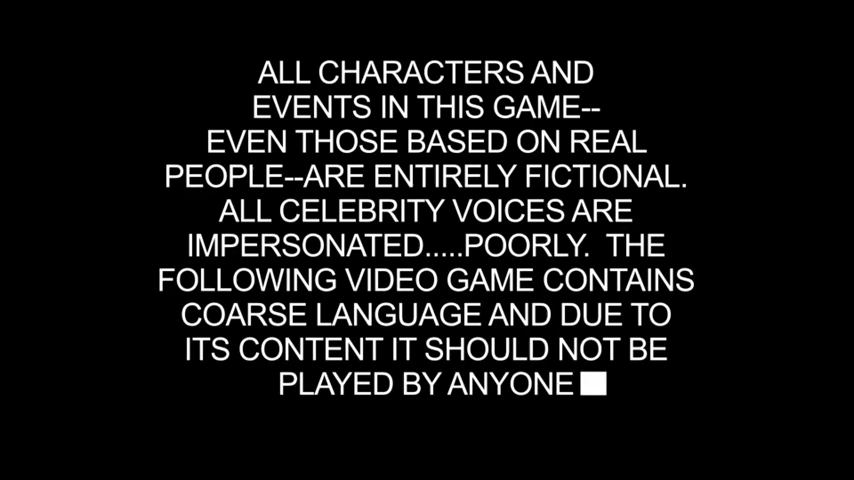 ALL CHARACTERS AND
EVENTS IN THIS GAME--
EVEN THOSE BASED ON REAL
PEOPLE--ARE ENTIRELY FICTIONAL.
ALL CELEBRITY VOICES ARE
IMPERSONATED.....POORLY. THE
FOLLOWING VIDEO GAME CONTAINS
COARSE LANGUAGE AND DUE TO
ITS CONTENT IT SHOULD NOT BE
PLAYED BY ANYONE